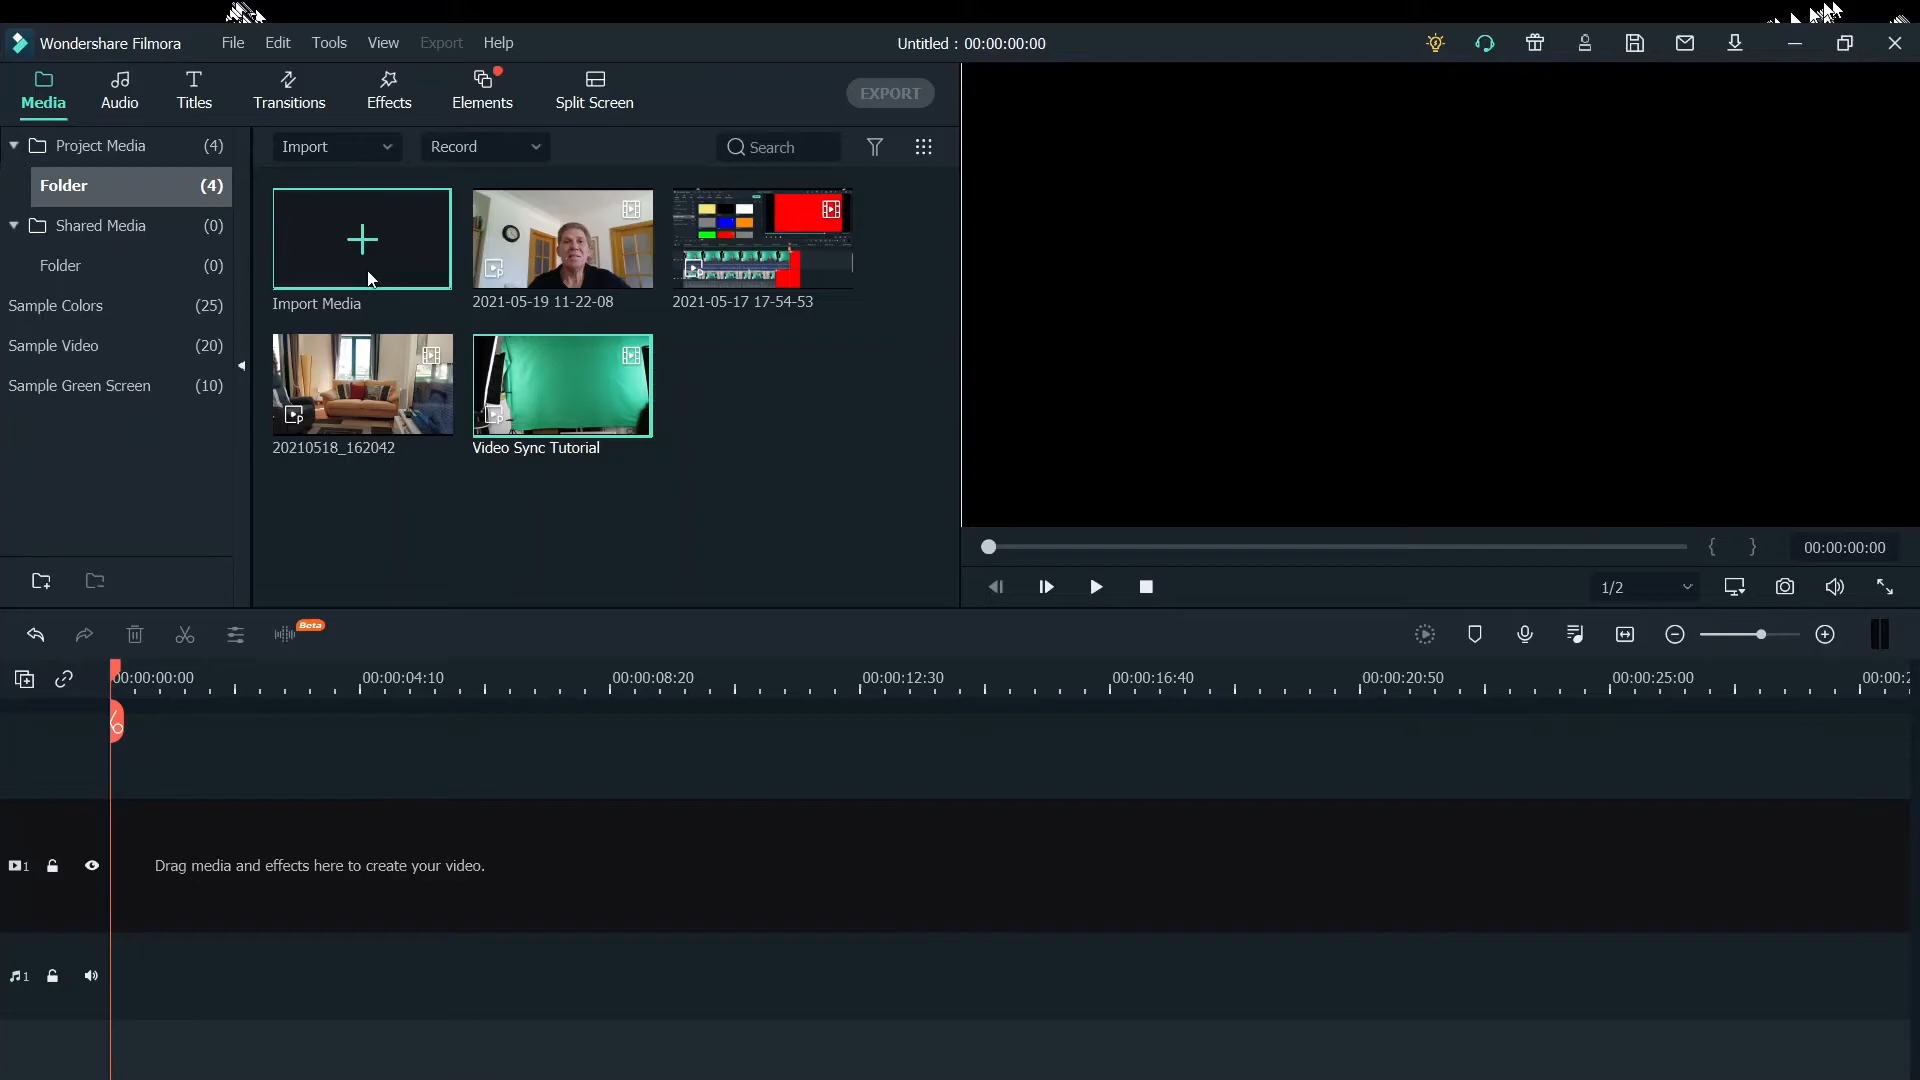 Wondershare Filmora File Edit Tools View Export Help Untitled : 00:00:00:00
Media Audio Titles Transitions Effects Elements Split Screen EXPORT
Project Media (4) Import Record Search
Folder (4)
Shared Media (0)
Folder (0)
Sample Colors (25)
Sample Video (20)
Sample Green Screen (10)
Import Media 2021-05-19 11-22-08 2021-05-17 17-54-53
20210518_162042 Video Sync Tutorial
{ } 00:00:00:00
1/2
Beta
00:00:00:00 00:00:04:10 00:00:08:20 00:00:12:30 00:00:16:40 00:00:20:50 00:00:25:00
1 Drag media and effects here to create your video.
1